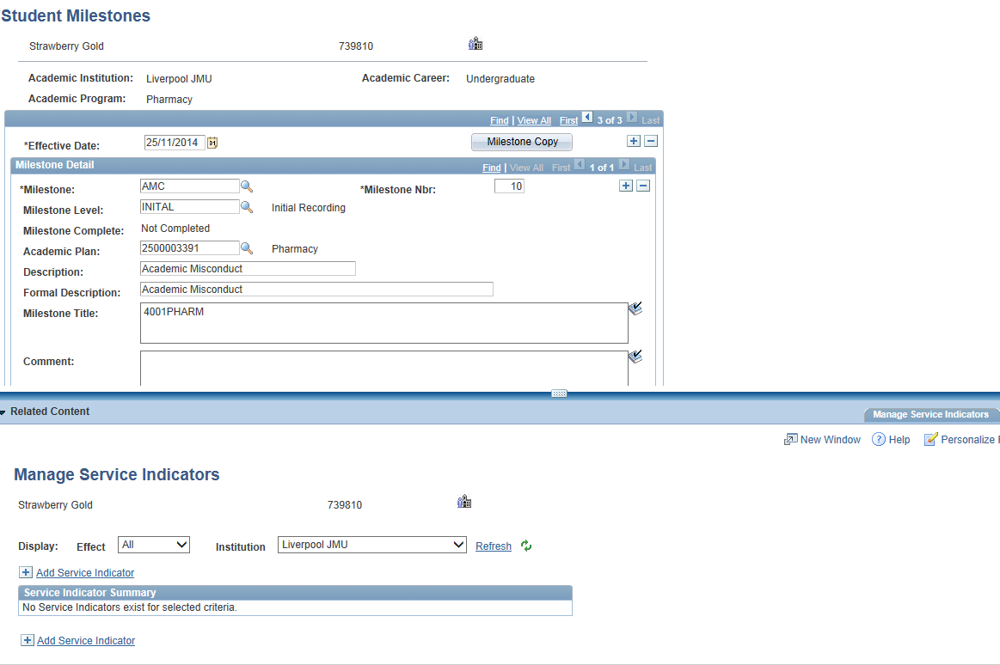 Student Milestones
Strawberry Gold 739810
Academic Institution: Liverpool JMU Academic Career: Undergraduate
Academic Program: Pharmacy
Find | View All First 3 of 3 Last
*Effective Date: 25/11/2014 31 Milestone Copy
Milestone Detail Find | View All First 1 of 1 Last
*Milestone: AMC *Milestone Nbr: 10
Milestone Level: INITAL Initial Recording
Milestone Complete: Not Completed
Academic Plan: 2500003391 Pharmacy
Description: Academic Misconduct
Formal Description: Academic Misconduct
Milestone Title: 4001PHARM
Comment:
Related Content Manage Service Indicators
New Window ? Help Personalize
Manage Service Indicators
Strawberry Gold 739810
Display: Effect All Institution Liverpool JMU Refresh
Add Service Indicator
Service Indicator Summary
No Service Indicators exist for selected criteria.
Add Service Indicator